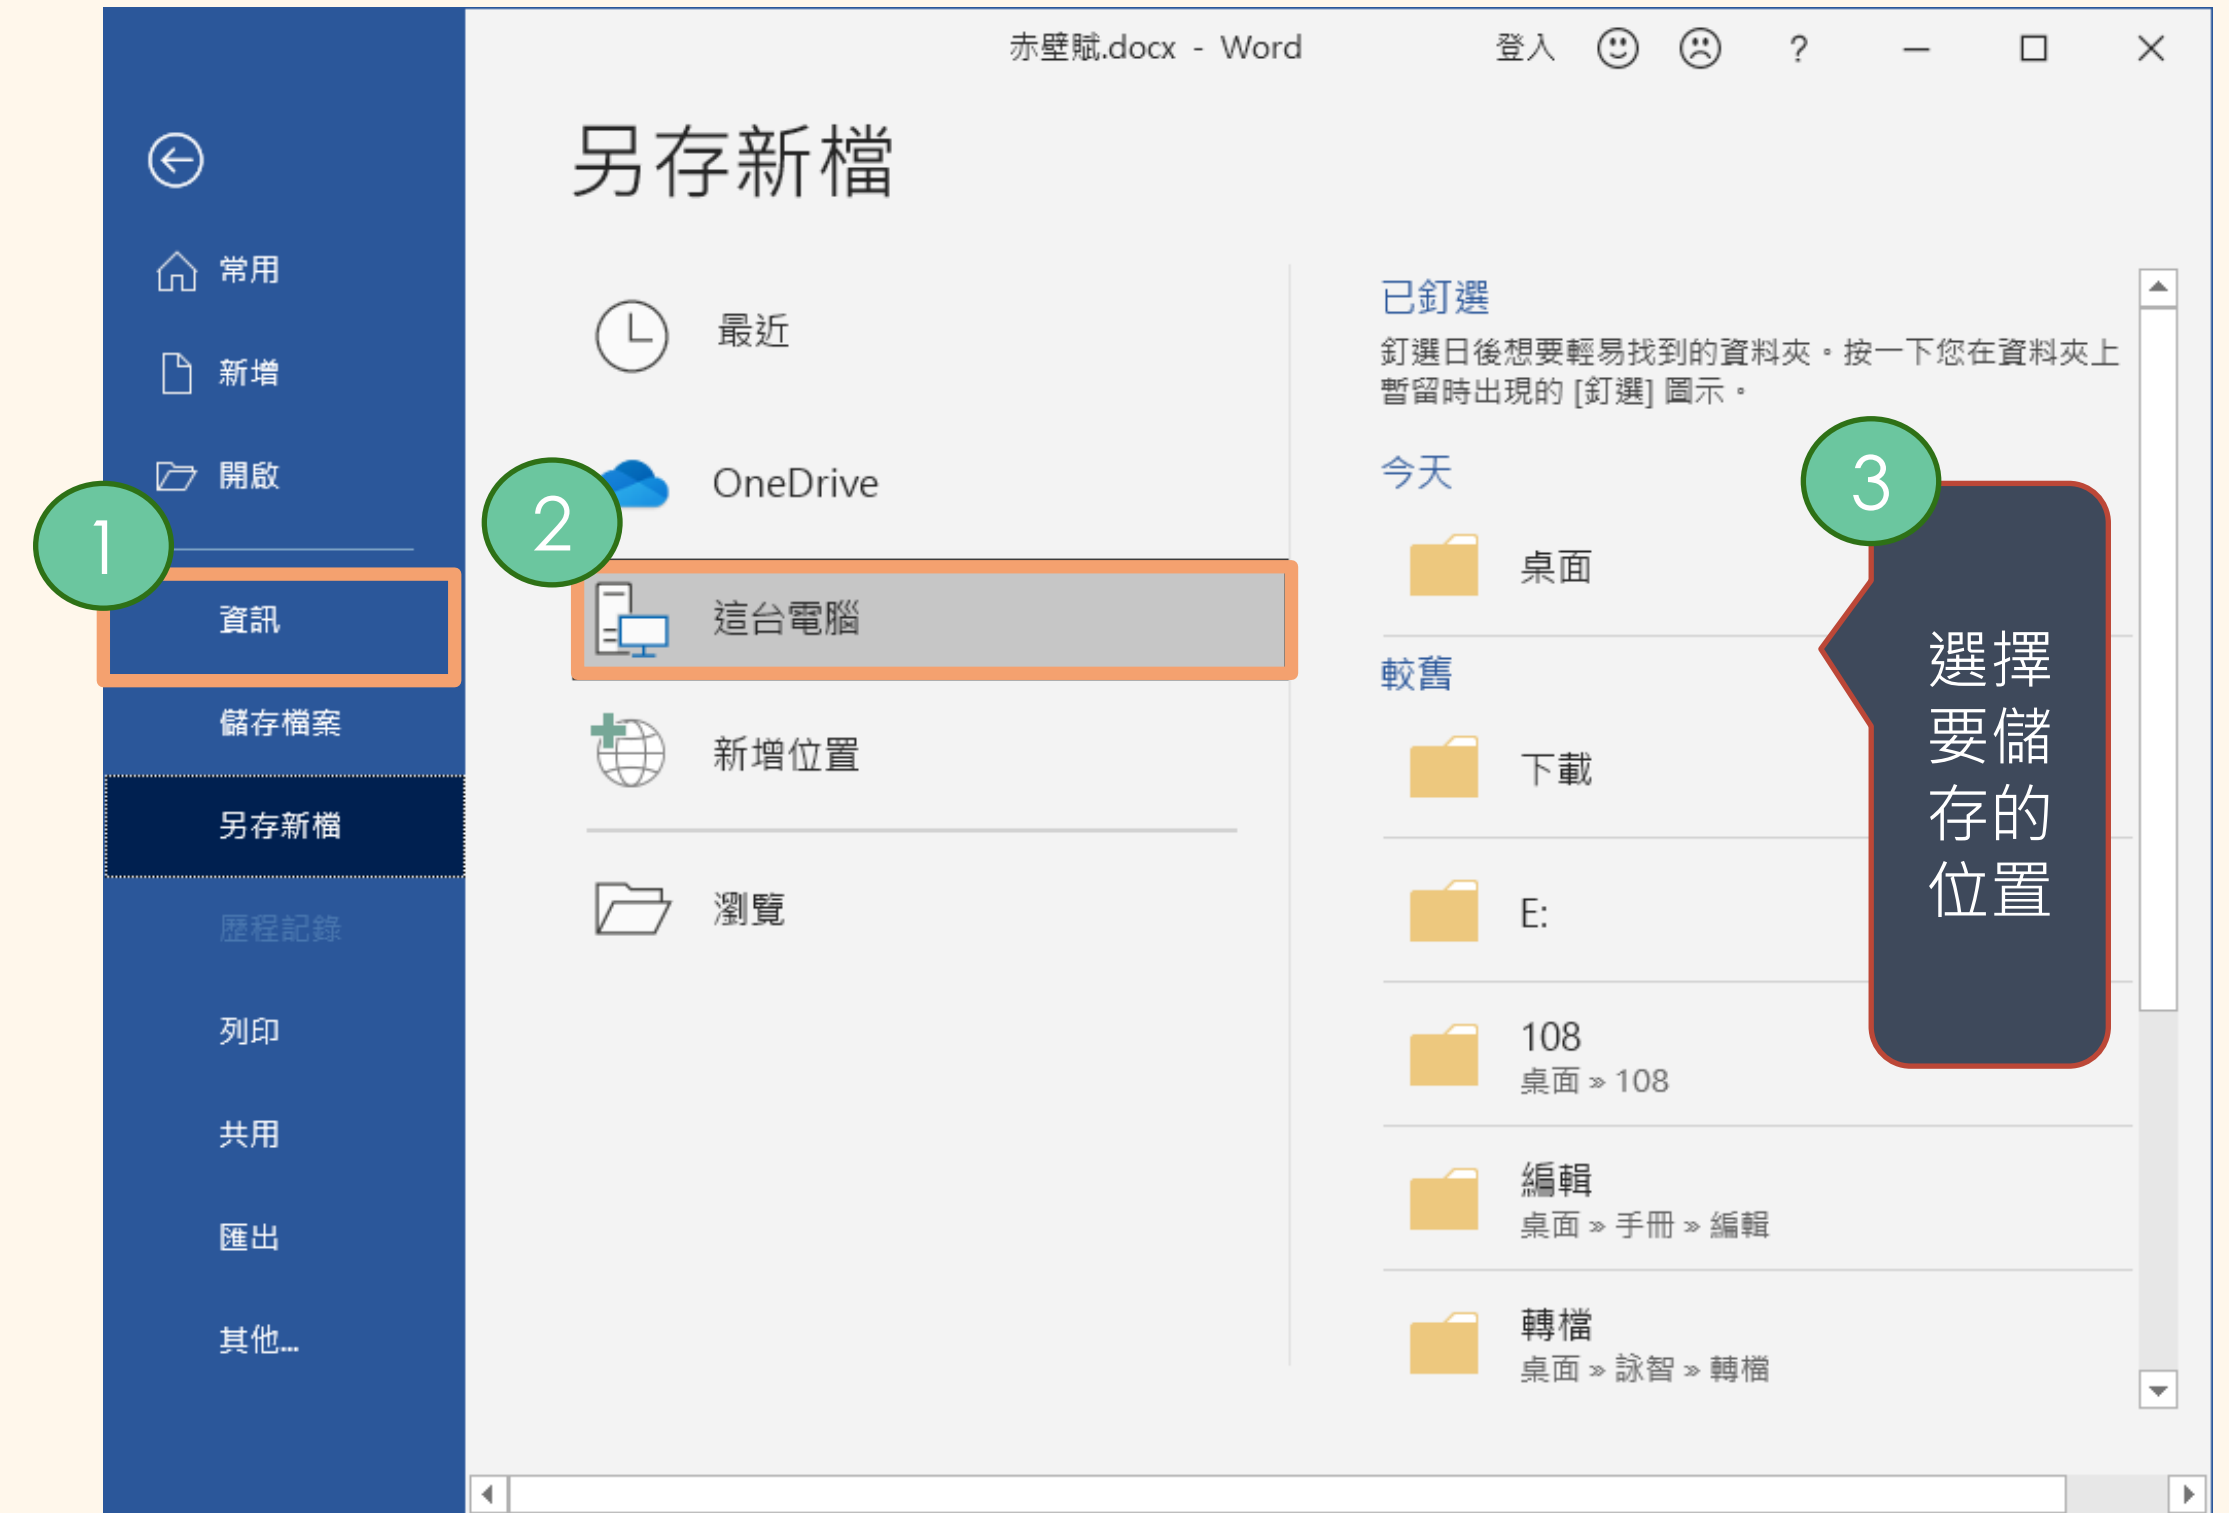 赤壁賦.docx - Word
登入
?
另存新檔
常用
新增
開啟
1
資訊
儲存檔案
另存新檔
歷程記錄
列印
共用
匯出
其他...
最近
OneDrive
2
這台電腦
新增位置
瀏覽
已釘選
釘選日後想要輕易找到的資料夾。按一下您在資料夾上
暫留時出現的 [釘選] 圖示。
今天
桌面
較舊
下載
E:
108
桌面 » 108
編輯
桌面 » 手冊 » 編輯
轉檔
桌面 » 詠智 » 轉檔
3
選擇
要儲
存的
位置